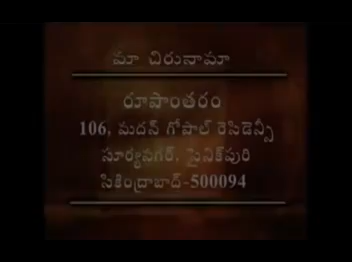 మా చిరునామా
రూపాంతరం
106, మదన్ గోపాల్ రెసిడెన్సీ
సూర్యనగర్, సైనిక్‌పురి
సికింద్రాబాద్-500094